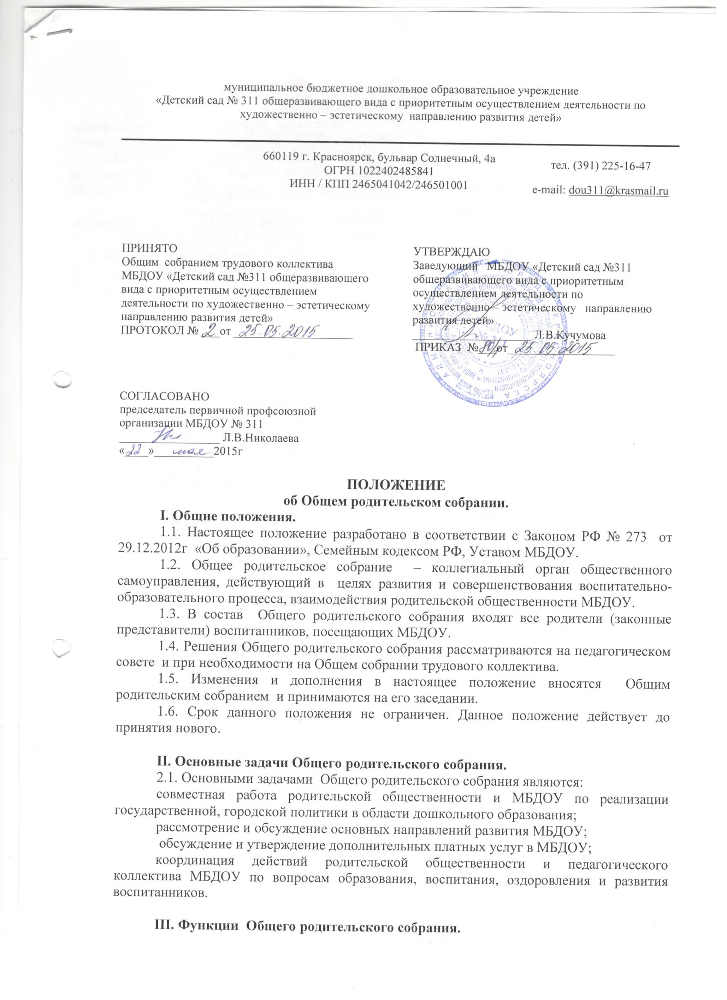 муниципальное бюджетное дошкольное образовательное учреждение
«Детский сад № 311 общеразвивающего вида с приоритетным осуществлением деятельности по
художественно – эстетическому направлению развития детей»
660119 г. Красноярск, бульвар Солнечный, 4а
ОГРН 1022402485841
ИНН / КПП 2465041042/246501001
тел. (391) 225-16-47
e-mail: dou311@krasmail.ru
ПРИНЯТО
Общим собранием трудового коллектива
МБДОУ «Детский сад №311 общеразвивающего
вида с приоритетным осуществлением
деятельности по художественно – эстетическому
направлению развития детей»
ПРОТОКОЛ № 2 от 25.05.2015
УТВЕРЖДАЮ
Заведующий МБДОУ «Детский сад №311
общеразвивающего вида с приоритетным
осуществлением деятельности по
художественно – эстетическому направлению
развития детей»
Л.В.Кучумова
ПРИКАЗ № от 25 05 2015
СОГЛАСОВАНО
председатель первичной профсоюзной
организации МБДОУ № 311
Л.В.Николаева
«22» мая 2015г
ПОЛОЖЕНИЕ
об Общем родительском собрании.
I. Общие положения.
1.1. Настоящее положение разработано в соответствии с Законом РФ № 273 от
29.12.2012г «Об образовании», Семейным кодексом РФ, Уставом МБДОУ.
1.2. Общее родительское собрание – коллегиальный орган общественного
самоуправления, действующий в целях развития и совершенствования воспитательно-
образовательного процесса, взаимодействия родительской общественности МБДОУ.
1.3. В состав Общего родительского собрания входят все родители (законные
представители) воспитанников, посещающих МБДОУ.
1.4. Решения Общего родительского собрания рассматриваются на педагогическом
совете и при необходимости на Общем собрании трудового коллектива.
1.5. Изменения и дополнения в настоящее положение вносятся Общим
родительским собранием и принимаются на его заседании.
1.6. Срок данного положения не ограничен. Данное положение действует до
принятия нового.
II. Основные задачи Общего родительского собрания.
2.1. Основными задачами Общего родительского собрания являются:
совместная работа родительской общественности и МБДОУ по реализации
государственной, городской политики в области дошкольного образования;
рассмотрение и обсуждение основных направлений развития МБДОУ;
обсуждение и утверждение дополнительных платных услуг в МБДОУ;
координация действий родительской общественности и педагогического
коллектива МБДОУ по вопросам образования, воспитания, оздоровления и развития
воспитанников.
III. Функции Общего родительского собрания.